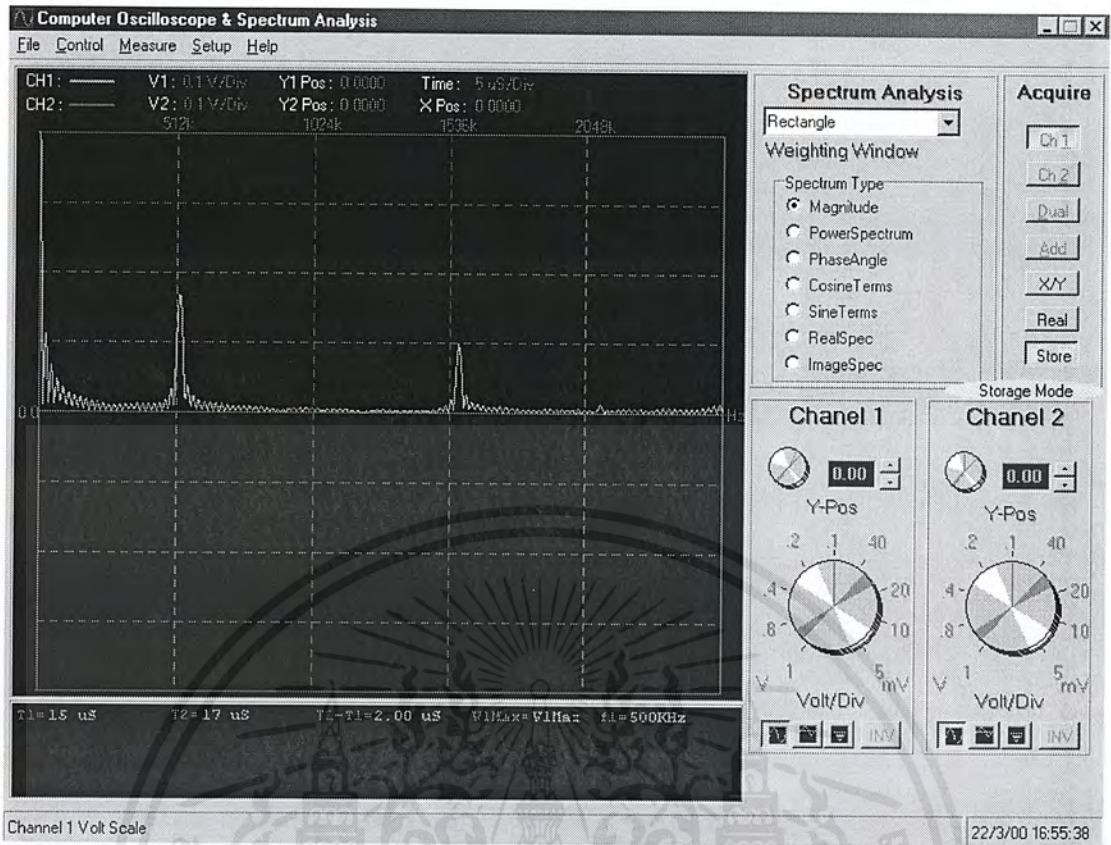 Computer Oscilloscope & Spectrum Analysis
File Control Measure Setup Help
CH1: V1: 0.1 V/Div Y1 Pos: 0.0000 Time: 5 uS/Div
CH2: V2: 0.1 V/Div Y2 Pos: 0.0000 X Pos: 0.0000
512k 1024k 1536k 2048k
0.0
Hz
T1=15 uS T2=17 uS T2-T1=2.00 uS f1=500KHz
Spectrum Analysis
Rectangle
Weighting Window
Spectrum Type
Magnitude
PowerSpectrum
PhaseAngle
CosineTerms
SineTerms
RealSpec
ImageSpec
Acquire
Ch 1
Ch 2
Dual
Add
X/Y
Real
Store
Storage Mode
Chanel 1
0.00
Y-Pos
.2 .1 40
.4 20
.8 10
V 1 5 mV
Volt/Div
INV
Chanel 2
0.00
Y-Pos
.2 .1 40
.4 20
.8 10
V 1 5 mV
Volt/Div
INV
Channel 1 Volt Scale
22/3/00 16:55:38